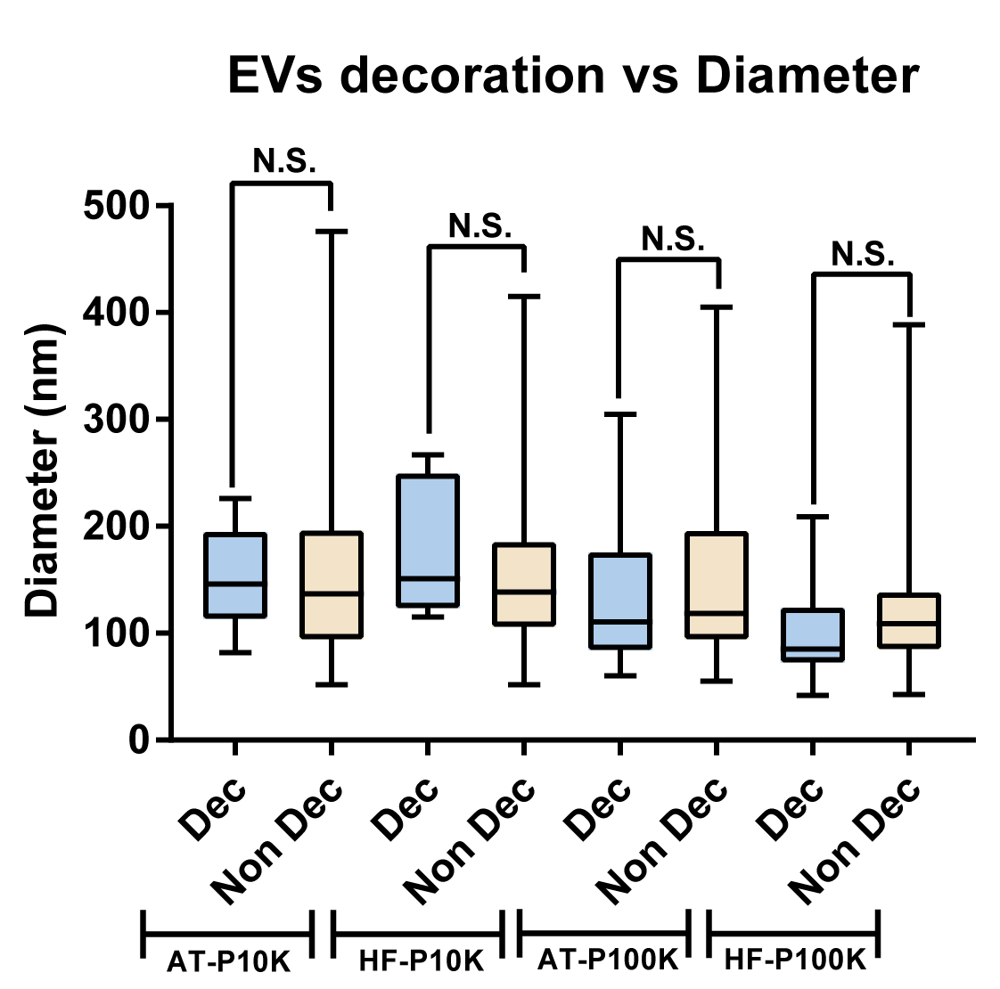 EVs decoration vs Diameter
N.S.
N.S.
N.S.
N.S.
Diameter (nm)
500
400
300
200
100
0
Dec
Non Dec
Dec
Non Dec
Dec
Non Dec
Dec
Non Dec
AT-P10K
HF-P10K
AT-P100K
HF-P100K